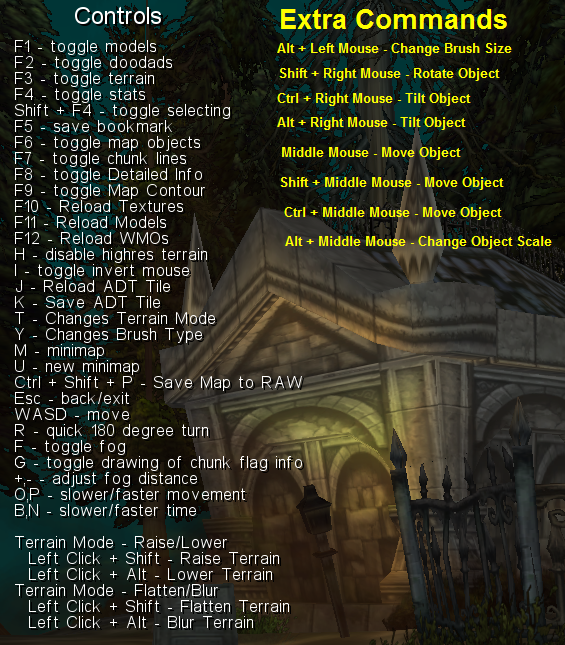 Controls
F1 - toggle models
F2 - toggle doodads
F3 - toggle terrain
F4 - toggle stats
Shift + F4 - toggle selecting
F5 - save bookmark
F6 - toggle map objects
F7 - toggle chunk lines
F8 - toggle Detailed Info
F9 - toggle Map Contour
F10 - Reload Textures
F11 - Reload Models
F12 - Reload WMOs
H - disable highres terrain
I - toggle invert mouse
J - Reload ADT Tile
K - Save ADT Tile
T - Changes Terrain Mode
Y - Changes Brush Type
M - minimap
U - new minimap
Ctrl + Shift + P - Save Map to RAW
Esc - back/exit
WASD - move
R - quick 180 degree turn
F - toggle fog
G - toggle drawing of chunk flag info
+,- - adjust fog distance
O,P - slower/faster movement
B,N - slower/faster time
Terrain Mode - Raise/Lower
Left Click + Shift - Raise Terrain
Left Click + Alt - Lower Terrain
Terrain Mode - Flatten/Blur
Left Click + Shift - Flatten Terrain
Left Click + Alt - Blur Terrain
Extra Commands
Alt + Left Mouse - Change Brush Size
Shift + Right Mouse - Rotate Object
Ctrl + Right Mouse - Tilt Object
Alt + Right Mouse - Tilt Object
Middle Mouse - Move Object
Shift + Middle Mouse - Move Object
Ctrl + Middle Mouse - Move Object
Alt + Middle Mouse - Change Object Scale